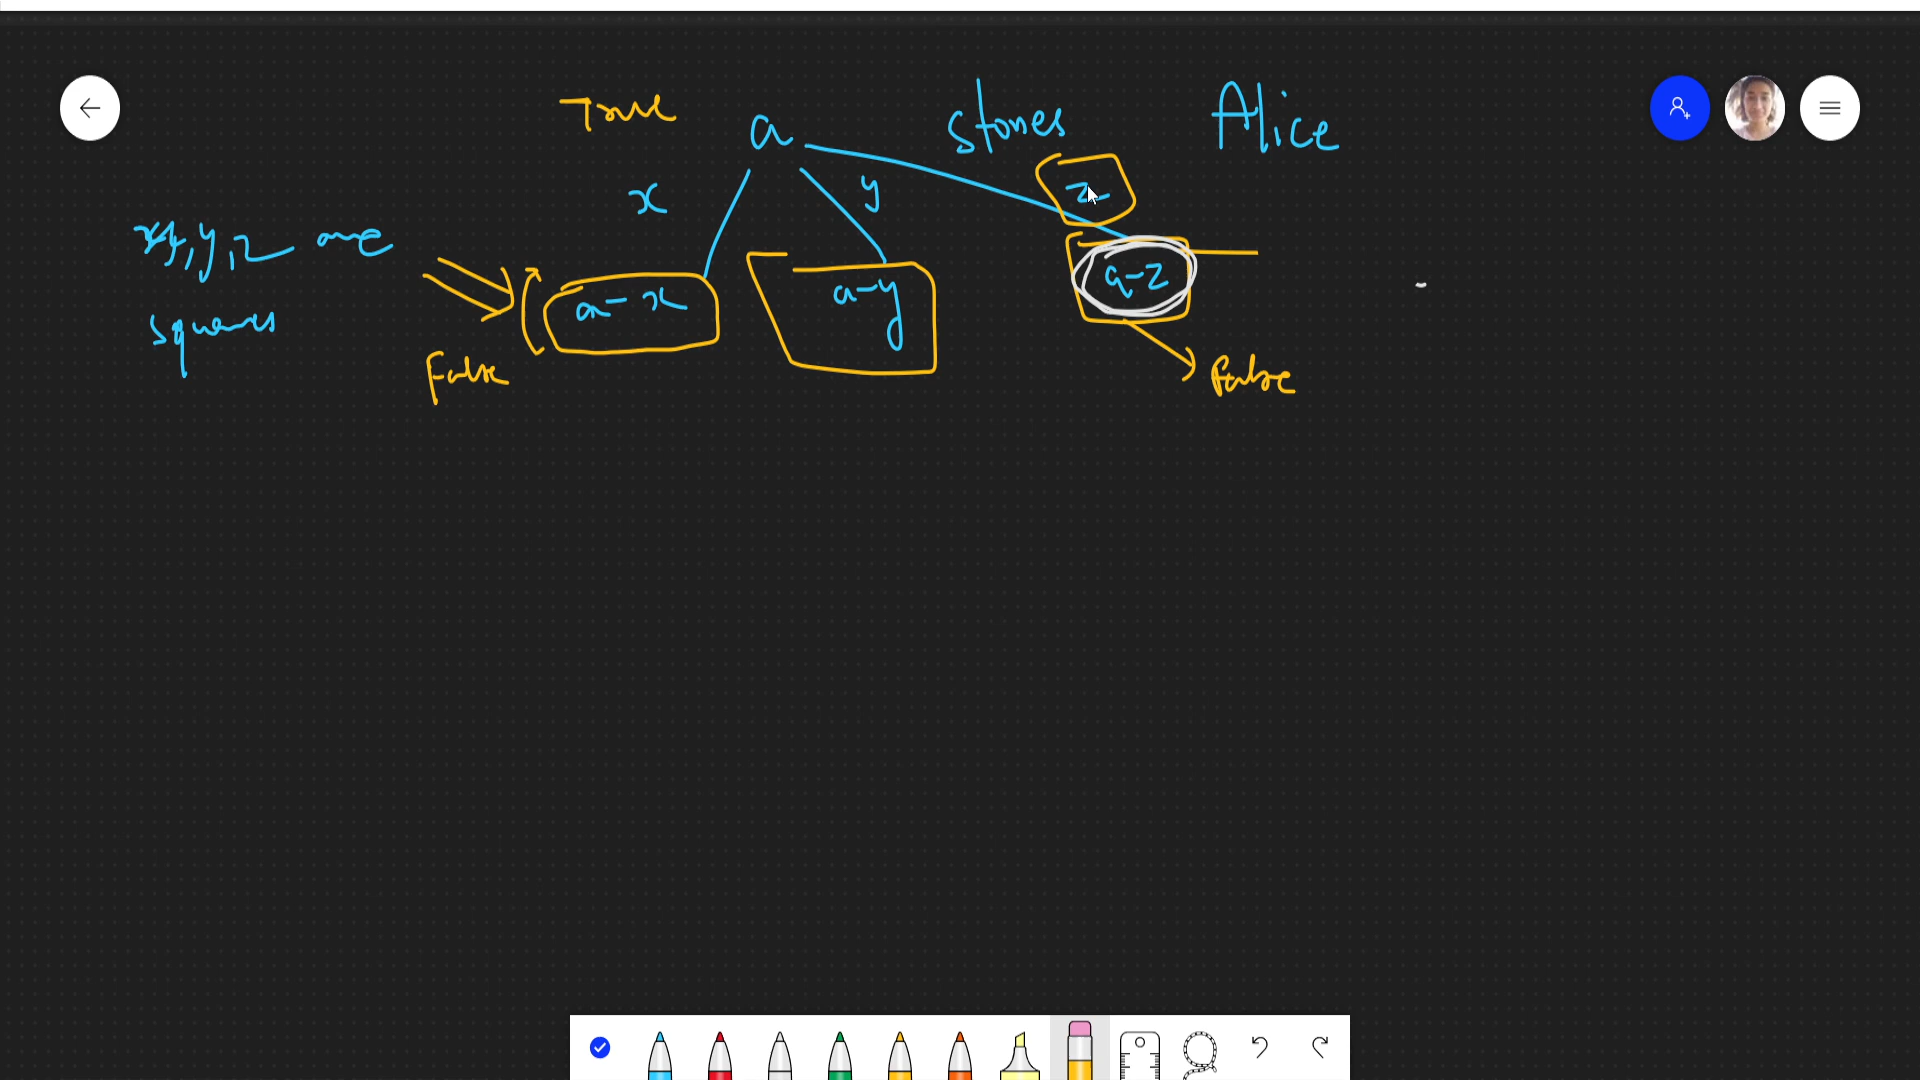 True
a stones Alice
x y z
x, y, z are
squares
a-x a-y a-z
False False